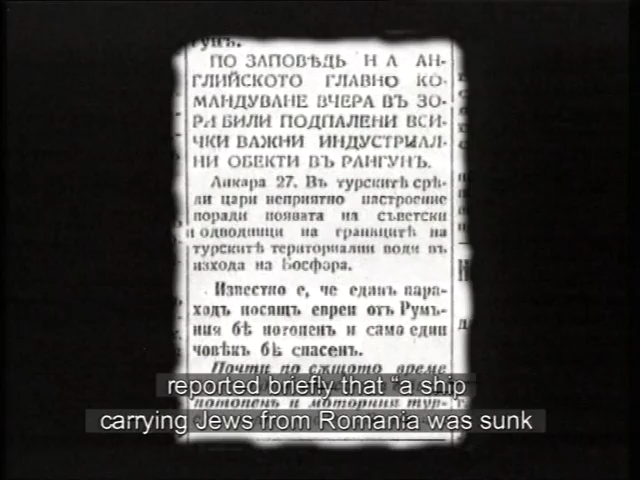 гунъ.
ПО ЗАПОВѢДЬ НА АН-
ГЛИЙСКОТО ГЛАВНО КО-
МАНДУВАНЕ ВЧЕРА ВЪ ЗО-
РИ БИЛИ ПОДПАЛЕНИ ВСИ-
ЧКИ ВАЖНИ ИНДУСТРИАЛ-
НИ ОБЕКТИ ВЪ РАНГУНЪ.
Анкара 27. Въ турскитѣ срѣ-
ди цари неприятно настроение
поради появата на съветски
подводници на границитѣ на
турскитѣ териториални води въ
изхода на Босфора.
Известно е, че единъ пара-
ходъ носящъ евреи отъ Румъ-
ния бѣ потопенъ и само един
човѣкъ бѣ спасенъ.
Почти по сѫщото време
потопенъ и моторния тур-
reported briefly that “a ship
carrying Jews from Romania was sunk